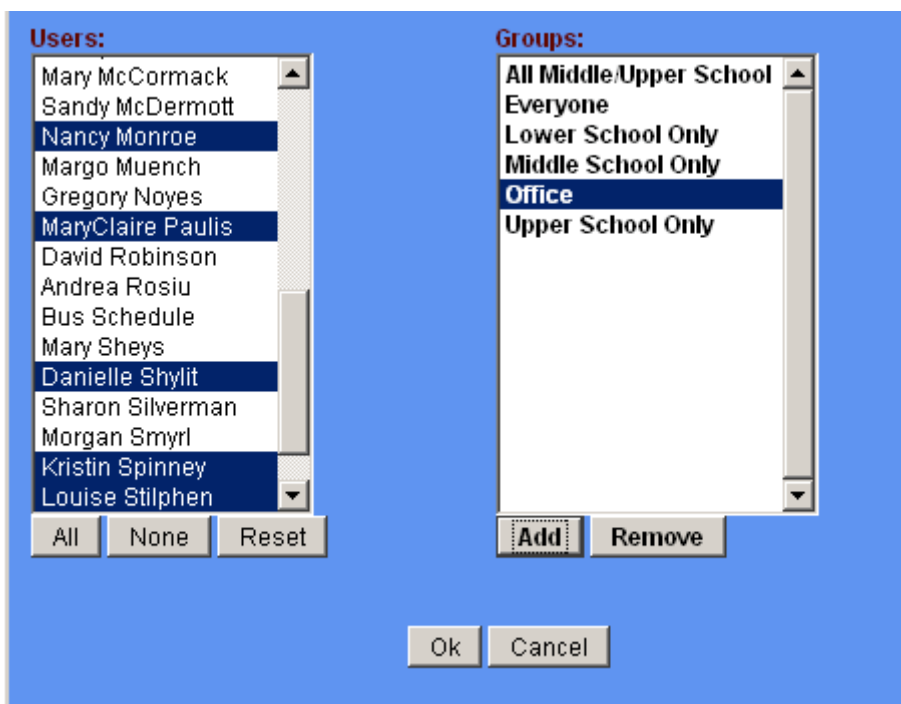 Users:
Mary McCormack
Sandy McDermott
Nancy Monroe
Margo Muench
Gregory Noyes
MaryClaire Paulis
David Robinson
Andrea Rosiu
Bus Schedule
Mary Sheys
Danielle Shylit
Sharon Silverman
Morgan Smyrl
Kristin Spinney
Louise Stilphen
All None Reset
Groups:
All Middle/Upper School
Everyone
Lower School Only
Middle School Only
Office
Upper School Only
Add Remove
Ok Cancel